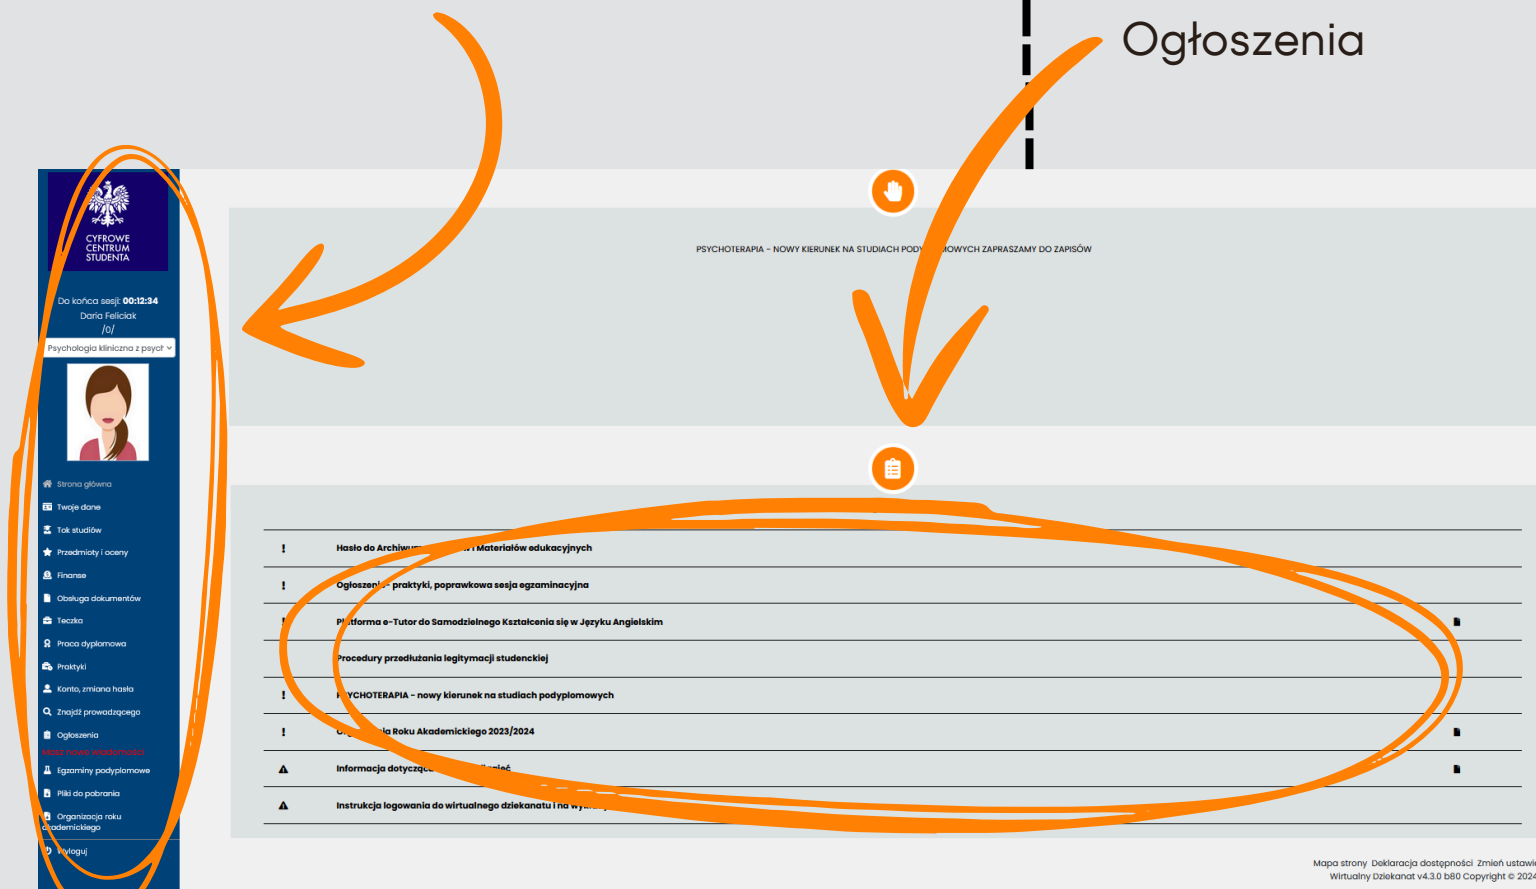 Ogłoszenia
CYFROWE
CENTRUM
STUDENTA
Do końca sesji: 00:12:34
Daria Feliciak
/0/
Psychologia kliniczna z psych
Strona główna
Twoje dane
Tok studiów
Przedmioty i oceny
Finanse
Obsługa dokumentów
Teczka
Praca dyplomowa
Praktyki
Konto, zmiana hasła
Znajdź prowadzącego
Ogłoszenia
Masz nowe wiadomości
Egzaminy podyplomowe
Pliki do pobrania
Organizacja roku
akademickiego
Wyloguj
PSYCHOTERAPIA - NOWY KIERUNEK NA STUDIACH PODYPLOMOWYCH ZAPRASZAMY DO ZAPISÓW
! Hasło do Archiwum i Materiałów edukacyjnych
! Ogłoszenia- praktyki, poprawkowa sesja egzaminacyjna
! Platforma e-Tutor do Samodzielnego Kształcenia się w Języku Angielskim
Procedury przedłużania legitymacji studenckiej
! PSYCHOTERAPIA - nowy kierunek na studiach podyplomowych
! Organizacja Roku Akademickiego 2023/2024
Informacja dotycząca zajęć
Instrukcja logowania do wirtualnego dziekanatu i na
Mapa strony Deklaracja dostępności Zmień ustawie
Wirtualny Dziekanat v4.3.0 b80 Copyright © 2024